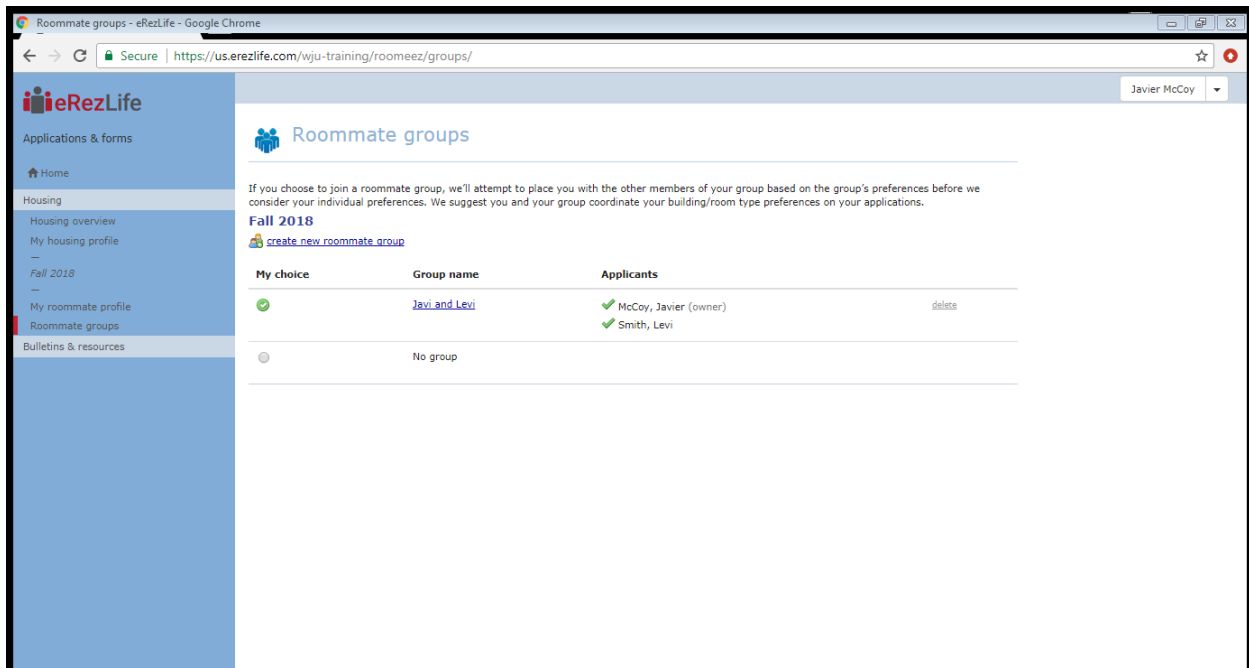 Roommate groups - eRezLife - Google Chrome
Secure | https://us.erezlife.com/wju-training/roomeez/groups/
eRezLife
Javier McCoy
Applications & forms
Home
Housing
Housing overview
My housing profile
—
Fall 2018
—
My roommate profile
Roommate groups
Bulletins & resources
Roommate groups
If you choose to join a roommate group, we'll attempt to place you with the other members of your group based on the group's preferences before we
consider your individual preferences. We suggest you and your group coordinate your building/room type preferences on your applications.
Fall 2018
create new roommate group
My choice Group name Applicants
Javi and Levi McCoy, Javier (owner) delete
Smith, Levi
No group